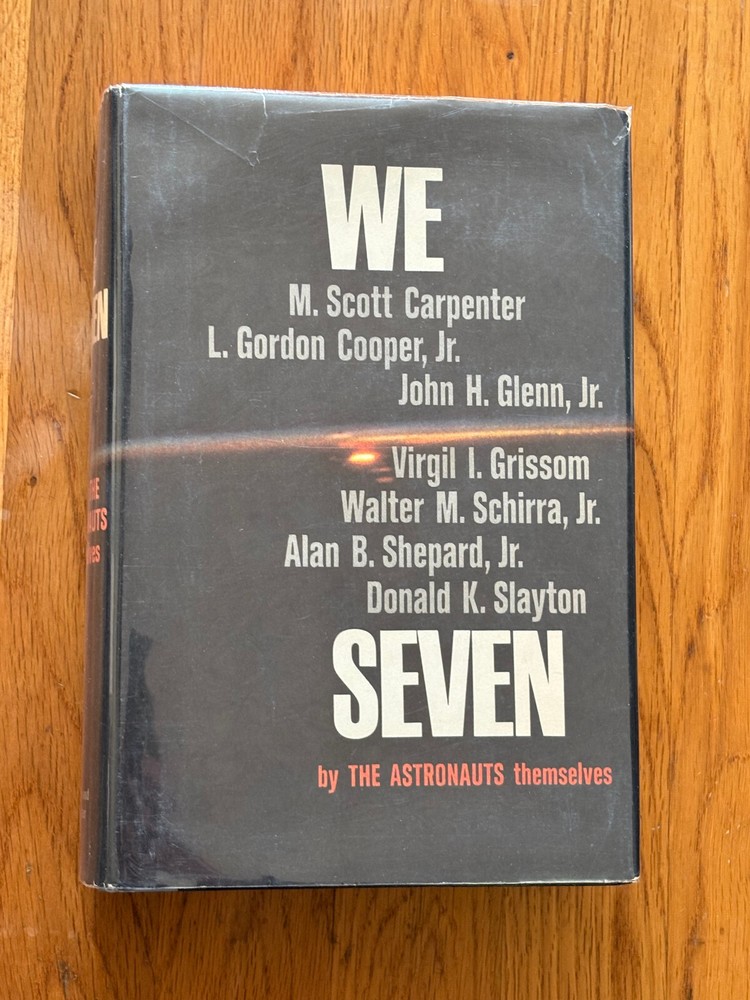 WE
M. Scott Carpenter
L. Gordon Cooper, Jr.
John H. Glenn, Jr.
Virgil I. Grissom
Walter M. Schirra, Jr.
Alan B. Shepard, Jr.
Donald K. Slayton
SEVEN
by THE ASTRONAUTS themselves